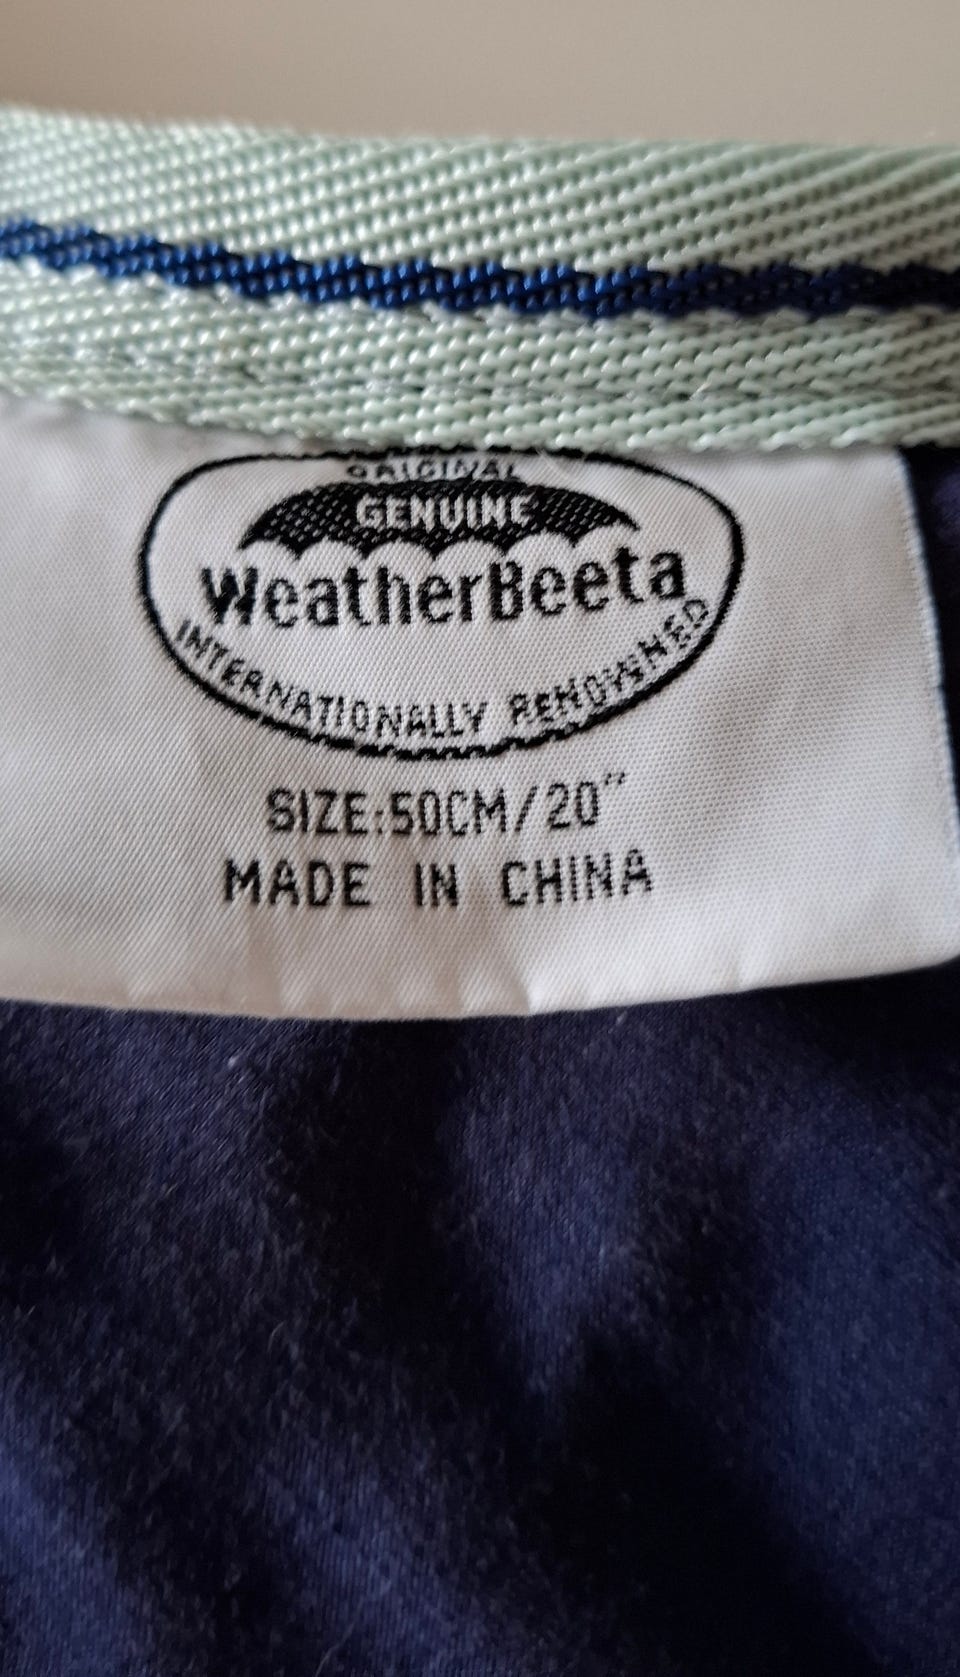 ORIGINAL
GENUINE
WeatherBeeta
INTERNATIONALLY RENOWNED
SIZE:50CM/20"
MADE IN CHINA